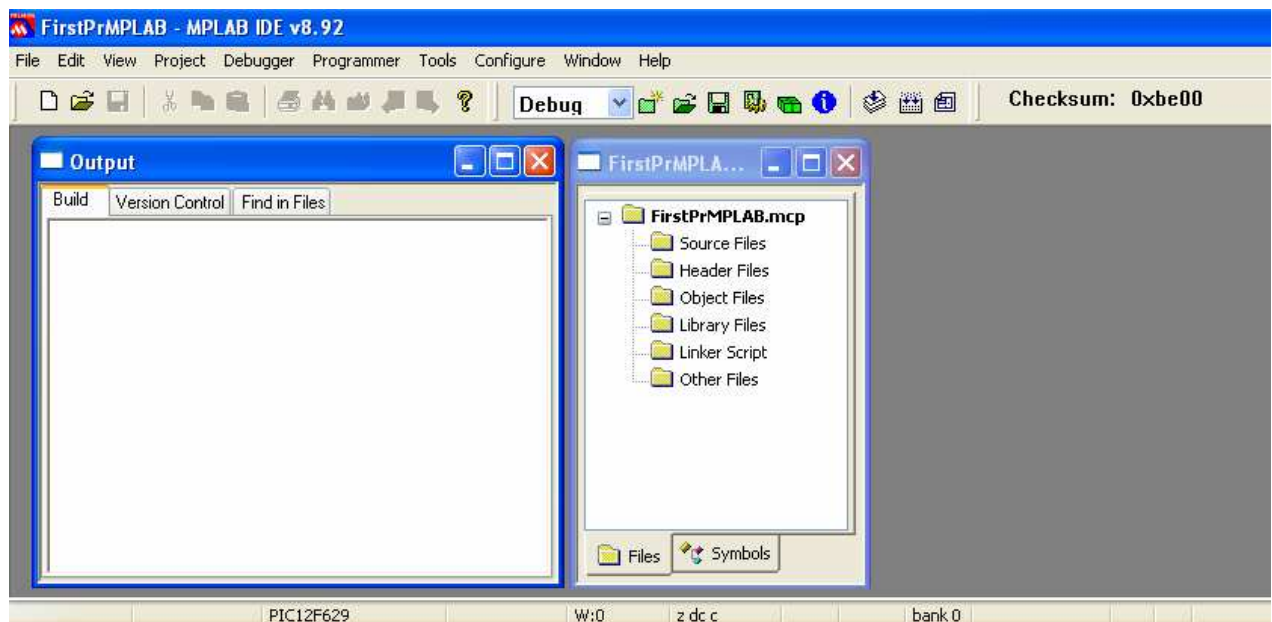 FirstPrMPLAB - MPLAB IDE v8.92
File Edit View Project Debugger Programmer Tools Configure Window Help
Debug Checksum: 0xbe00
Output
Build Version Control Find in Files
FirstPrMPLA...
FirstPrMPLAB.mcp
Source Files
Header Files
Object Files
Library Files
Linker Script
Other Files
Files Symbols
PIC12F629 W:0 z dc c bank 0